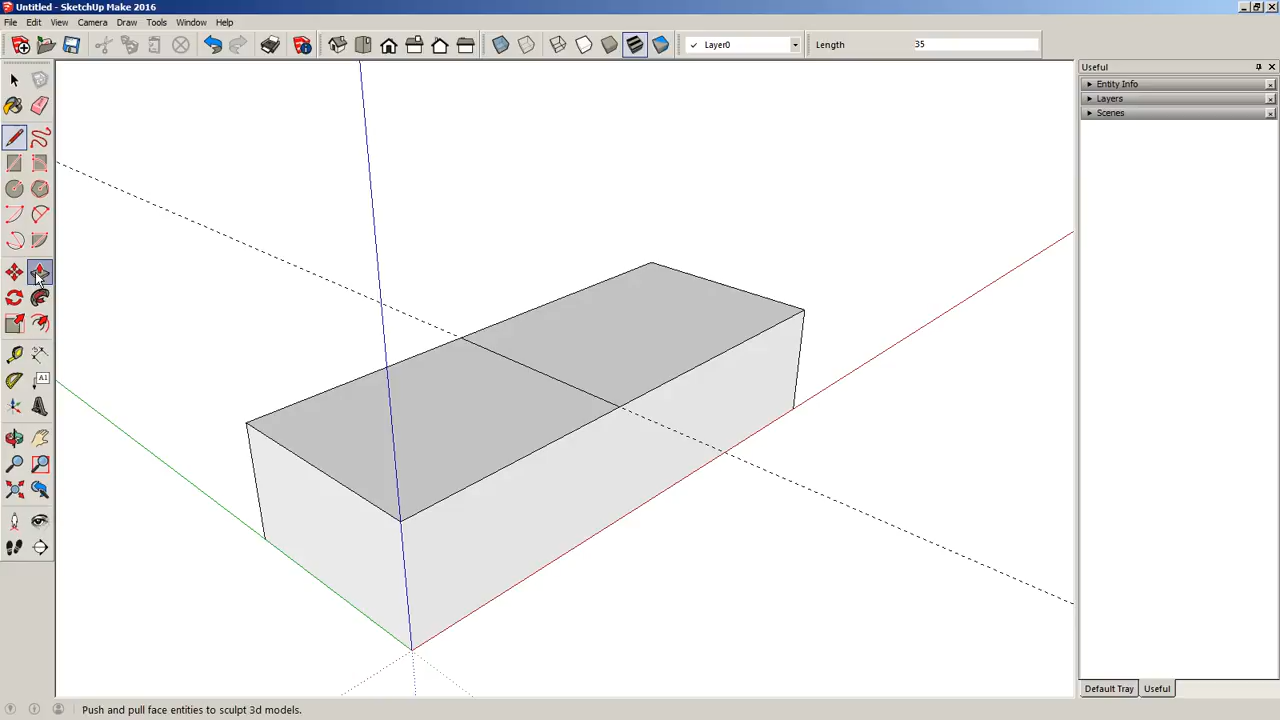 Untitled - SketchUp Make 2016
File Edit View Camera Draw Tools Window Help
Layer0 Length 35
Useful
Entity Info
Layers
Scenes
A1
Default Tray Useful
Push and pull face entities to sculpt 3d models.